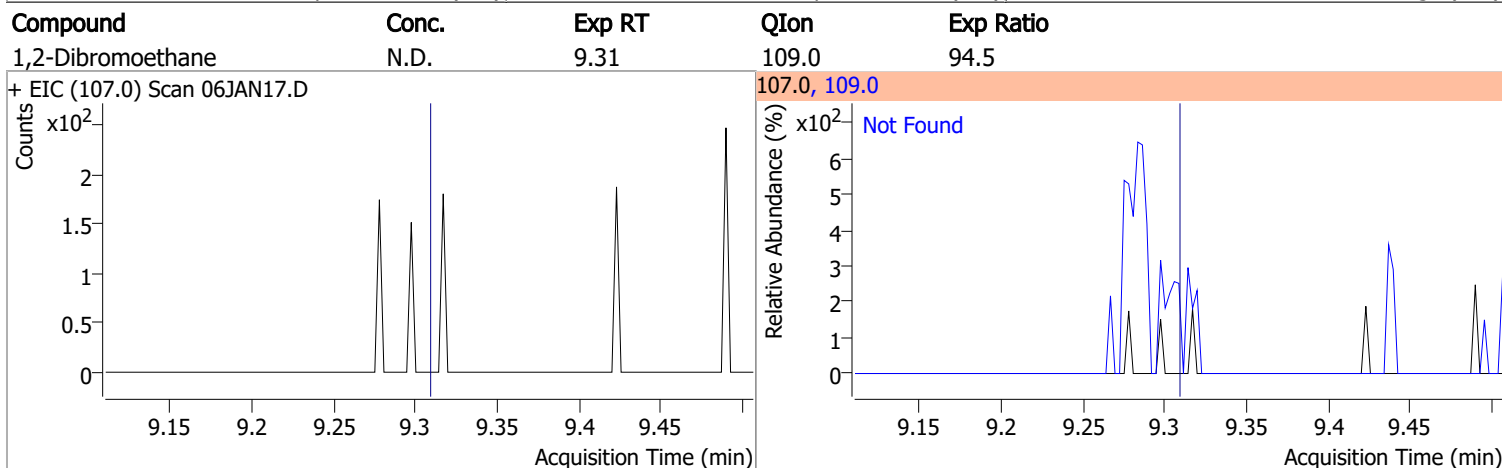 Compound Conc. Exp RT QIon Exp Ratio
1,2-Dibromoethane N.D. 9.31 109.0 94.5
+ EIC (107.0) Scan 06JAN17.D
Counts
x10²
2
1.5
1
0.5
0
9.15 9.2 9.25 9.3 9.35 9.4 9.45
Acquisition Time (min)
107.0, 109.0
Relative Abundance (%)
x10²
Not Found
6
5
4
3
2
1
0
9.15 9.2 9.25 9.3 9.35 9.4 9.45
Acquisition Time (min)